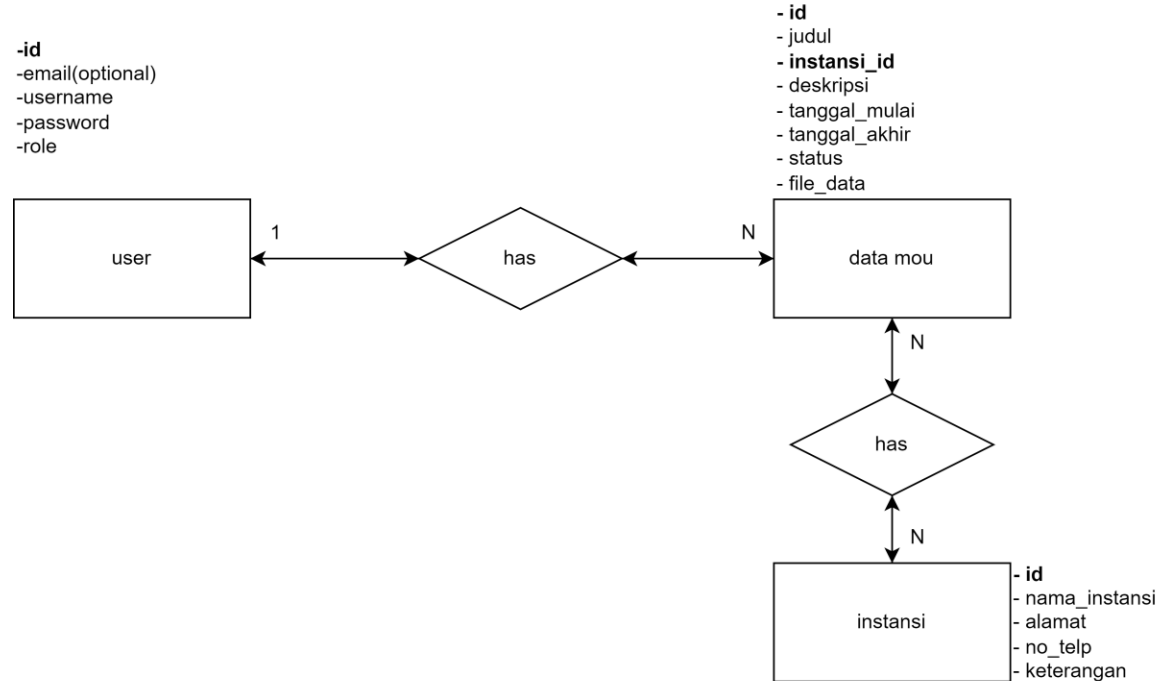 -id
-email(optional)
-username
-password
-role
- id
- judul
- instansi_id
- deskripsi
- tanggal_mulai
- tanggal_akhir
- status
- file_data
user
1
has
N
data mou
N
has
N
instansi
- id
- nama_instansi
- alamat
- no_telp
- keterangan